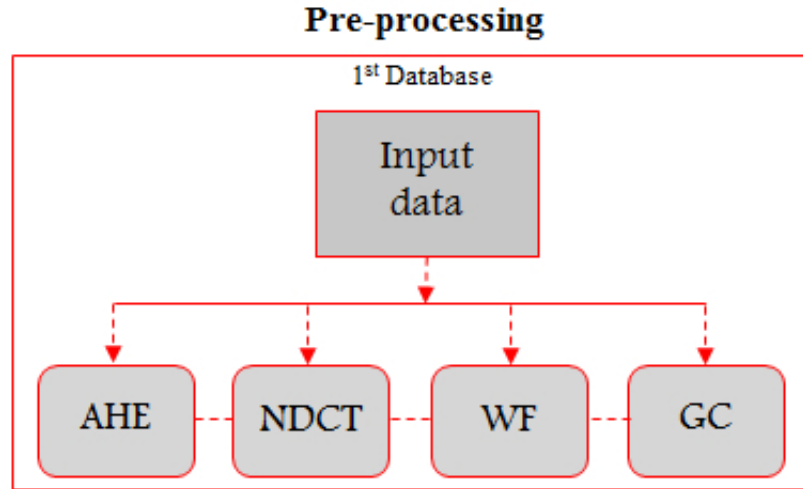 Pre-processing
1st Database
Input
data
AHE NDCT WF GC